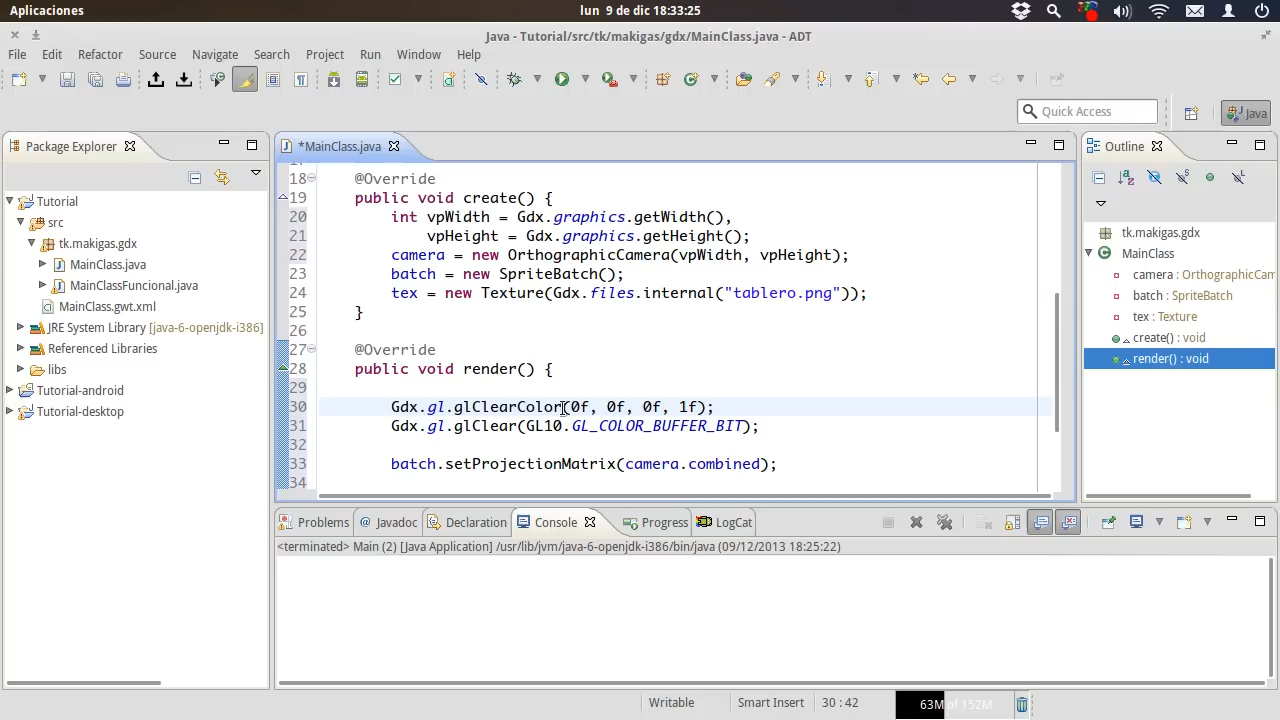 Aplicaciones
lun 9 de dic 18:33:25
Java - Tutorial/src/tk/makigas/gdx/MainClass.java - ADT
File Edit Refactor Source Navigate Search Project Run Window Help
Quick Access
Java
Package Explorer
Tutorial
src
tk.makigas.gdx
MainClass.java
MainClassFuncional.java
MainClass.gwt.xml
JRE System Library [java-6-openjdk-i386]
Referenced Libraries
libs
Tutorial-android
Tutorial-desktop
*MainClass.java
18 @Override
19 public void create() {
20 int vpWidth = Gdx.graphics.getWidth(),
21 vpHeight = Gdx.graphics.getHeight();
22 camera = new OrthographicCamera(vpWidth, vpHeight);
23 batch = new SpriteBatch();
24 tex = new Texture(Gdx.files.internal("tablero.png"));
25 }
26
27 @Override
28 public void render() {
29
30 Gdx.gl.glClearColor(0f, 0f, 0f, 1f);
31 Gdx.gl.glClear(GL10.GL_COLOR_BUFFER_BIT);
32
33 batch.setProjectionMatrix(camera.combined);
34
Outline
tk.makigas.gdx
MainClass
camera : OrthographicCam
batch : SpriteBatch
tex : Texture
create() : void
render() : void
Problems Javadoc Declaration Console Progress LogCat
<terminated> Main (2) [Java Application] /usr/lib/jvm/java-6-openjdk-i386/bin/java (09/12/2013 18:25:22)
Writable Smart Insert 30 : 42 63M of 152M